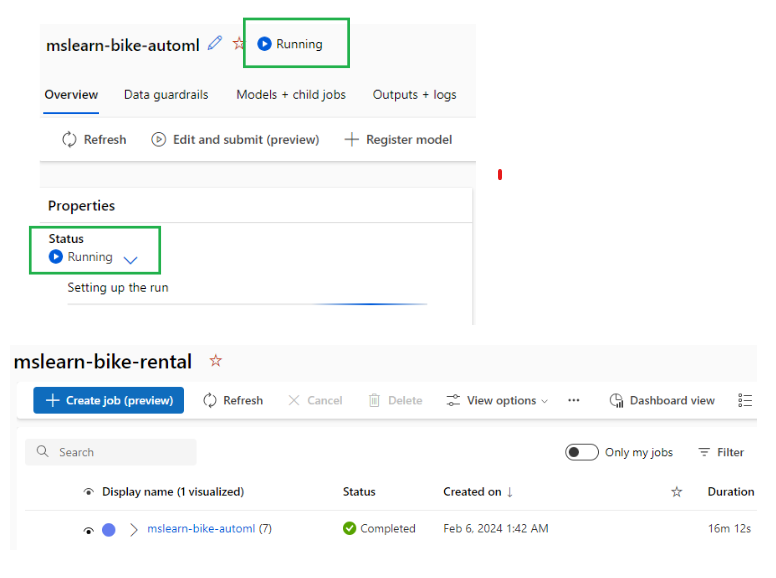 mslearn-bike-automl Running
Overview Data guardrails Models + child jobs Outputs + logs
Refresh Edit and submit (preview) Register model
Properties
Status
Running
Setting up the run
mslearn-bike-rental
Create job (preview) Refresh Cancel Delete View options ... Dashboard view
Search Only my jobs Filter
Display name (1 visualized) Status Created on ↓ Duration
mslearn-bike-automl (7) Completed Feb 6, 2024 1:42 AM 16m 12s